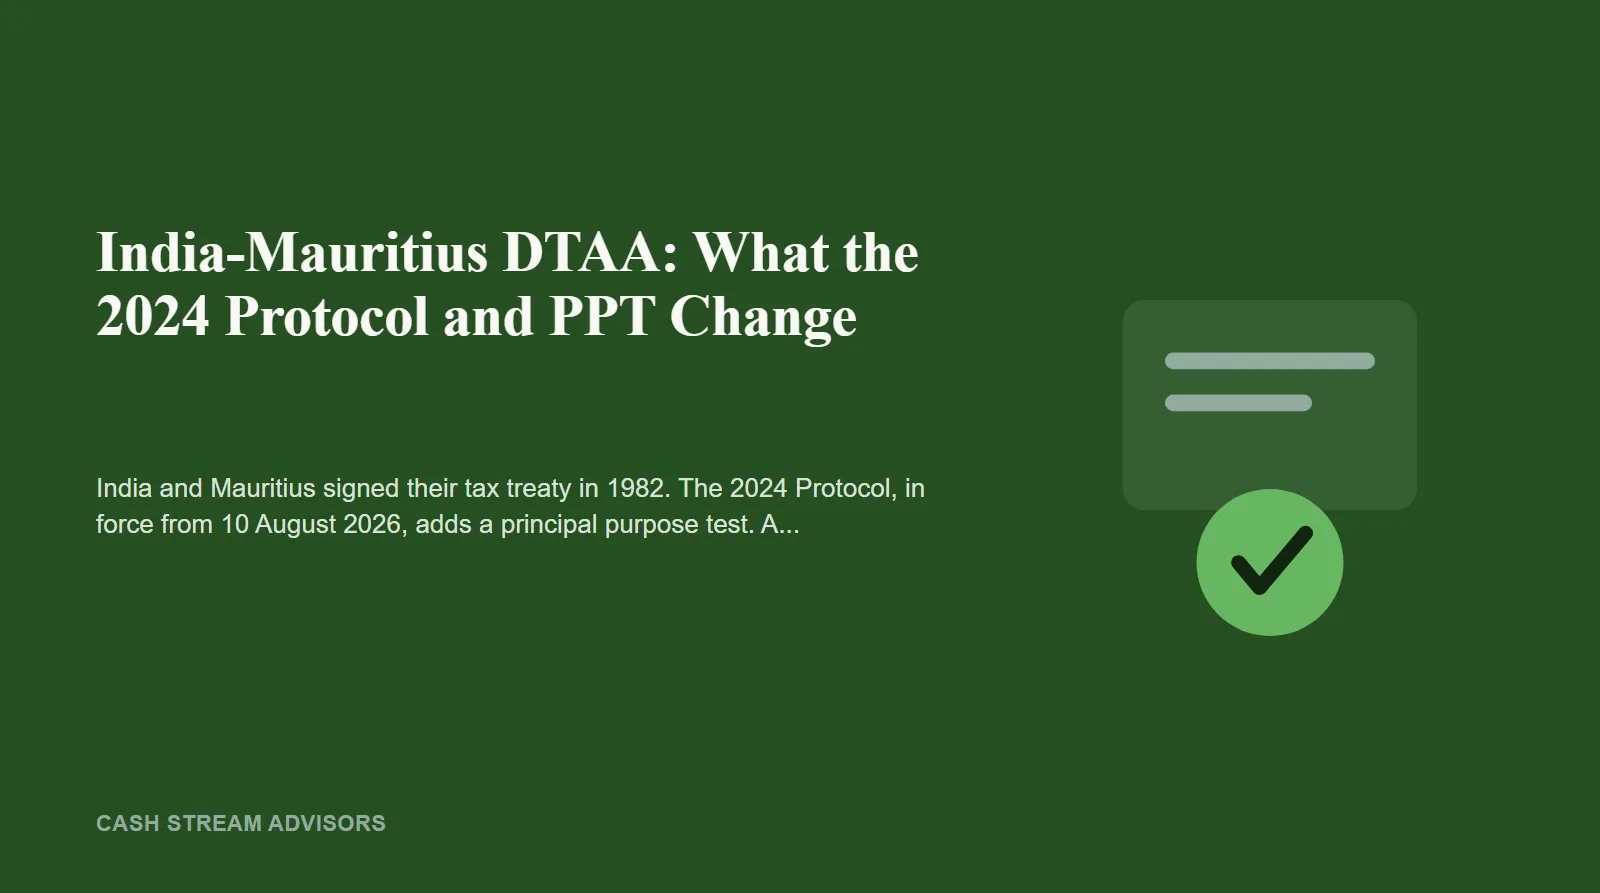 India-Mauritius DTAA: What the
2024 Protocol and PPT Change
India and Mauritius signed their tax treaty in 1982. The 2024 Protocol, in
force from 10 August 2026, adds a principal purpose test. A...
CASH STREAM ADVISORS